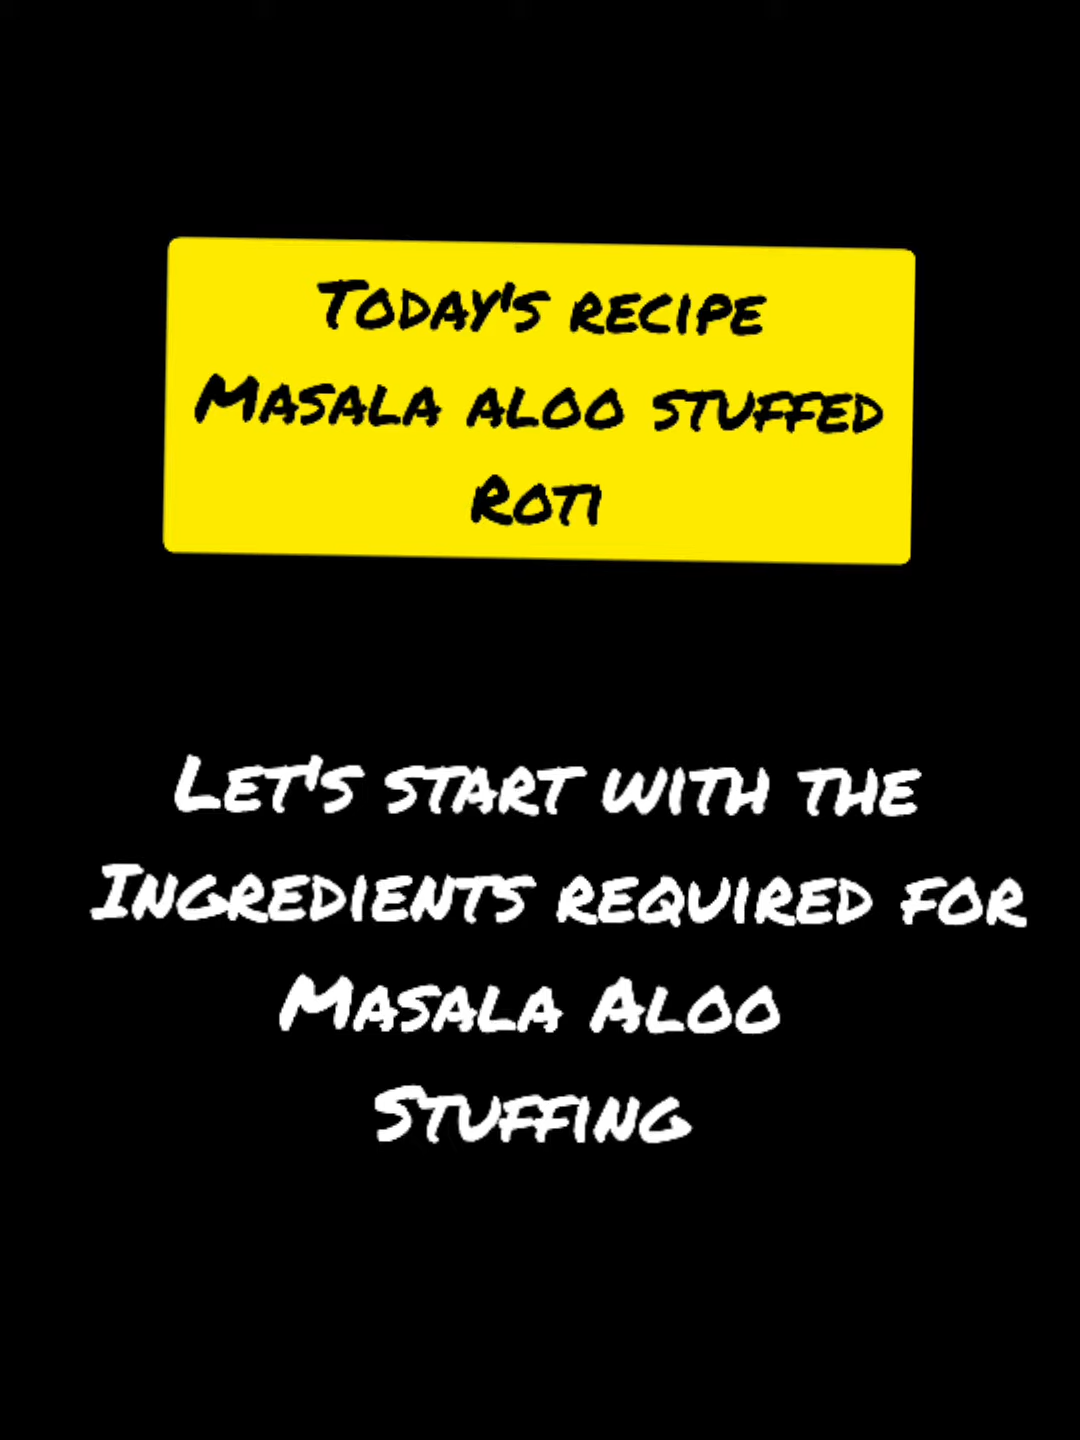 Today's recipe
Masala aloo stuffed
Roti
Let's start with the
Ingredients required for
Masala Aloo
Stuffing